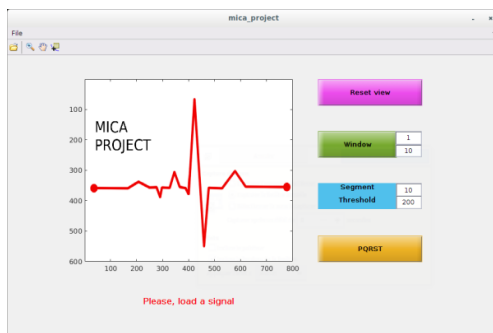 mica_project
File
Reset view
100
MICA
PROJECT
Window
1
10
200
300
Segment
Threshold
10
200
400
500
PQRST
600
100 200 300 400 500 600 700 800
Please, load a signal